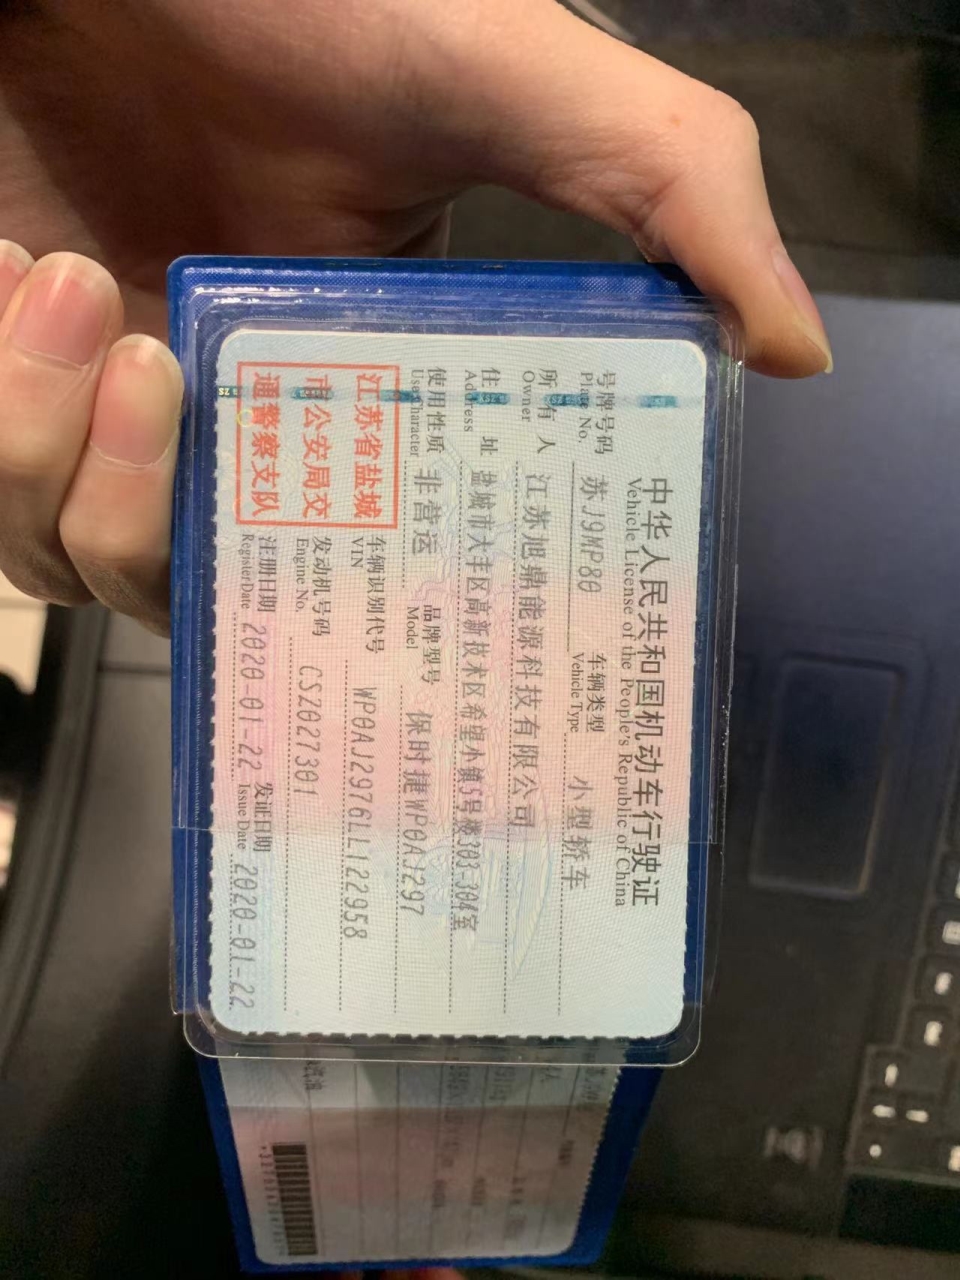 中华人民共和国机动车行驶证
Vehicle License of the People's Republic of China
号牌号码 苏J9MP80 车辆类型 小型轿车
Plate No. Vehicle Type
所有人 江苏旭鼎能源科技有限公司
Owner
住址 盐城市大丰区高新技术区希望小镇5号楼303-304室
Address
使用性质 非营运 品牌型号 保时捷WP0AJ297
Use Character Model
江苏省盐城
市公安局交
通警察支队
车辆识别代号 WP0AJ2976LL122958
VIN
发动机号码 CSZ027301
Engine No.
注册日期 2020-01-22 发证日期 2020-01-22
Register Date Issue Date